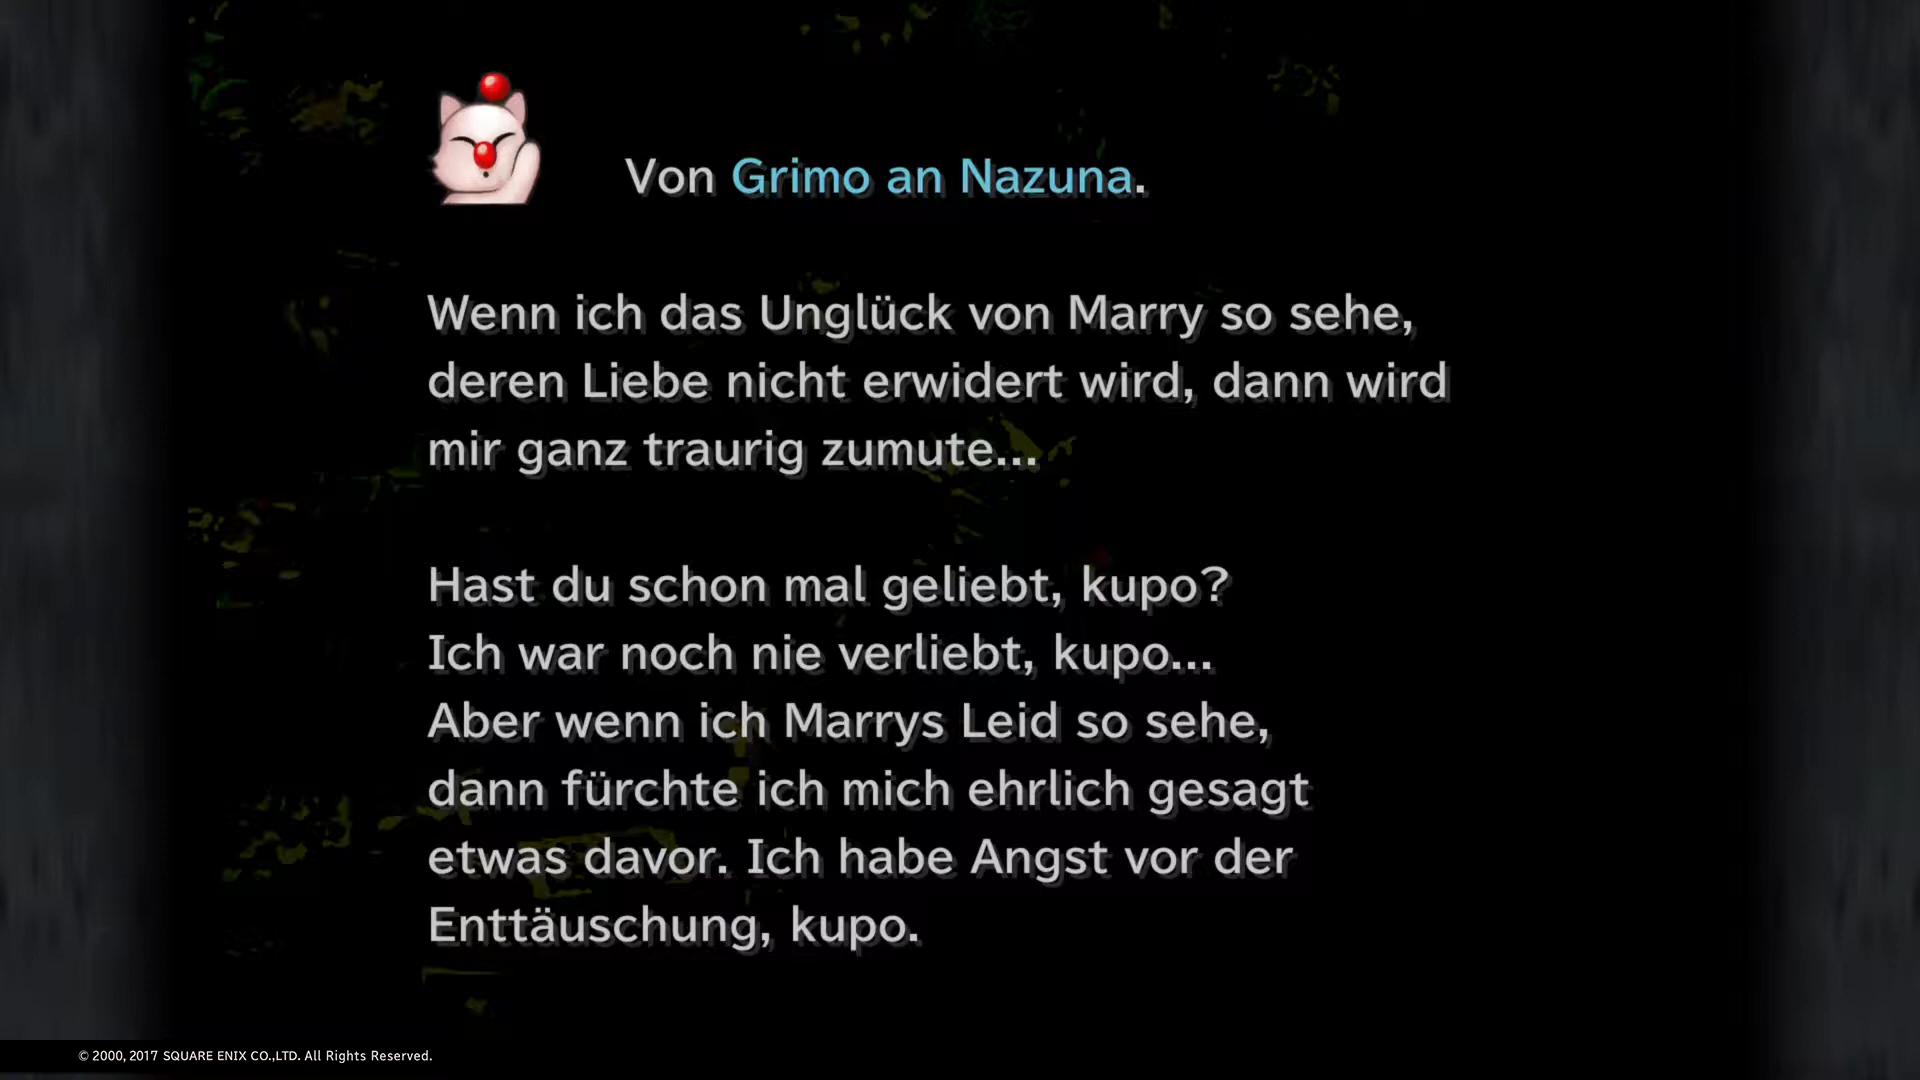 Von Grimo an Nazuna.
Wenn ich das Unglück von Marry so sehe,
deren Liebe nicht erwidert wird, dann wird
mir ganz traurig zumute...
Hast du schon mal geliebt, kupo?
Ich war noch nie verliebt, kupo...
Aber wenn ich Marrys Leid so sehe,
dann fürchte ich mich ehrlich gesagt
etwas davor. Ich habe Angst vor der
Enttäuschung, kupo.
© 2000, 2017 SQUARE ENIX CO.,LTD. All Rights Reserved.